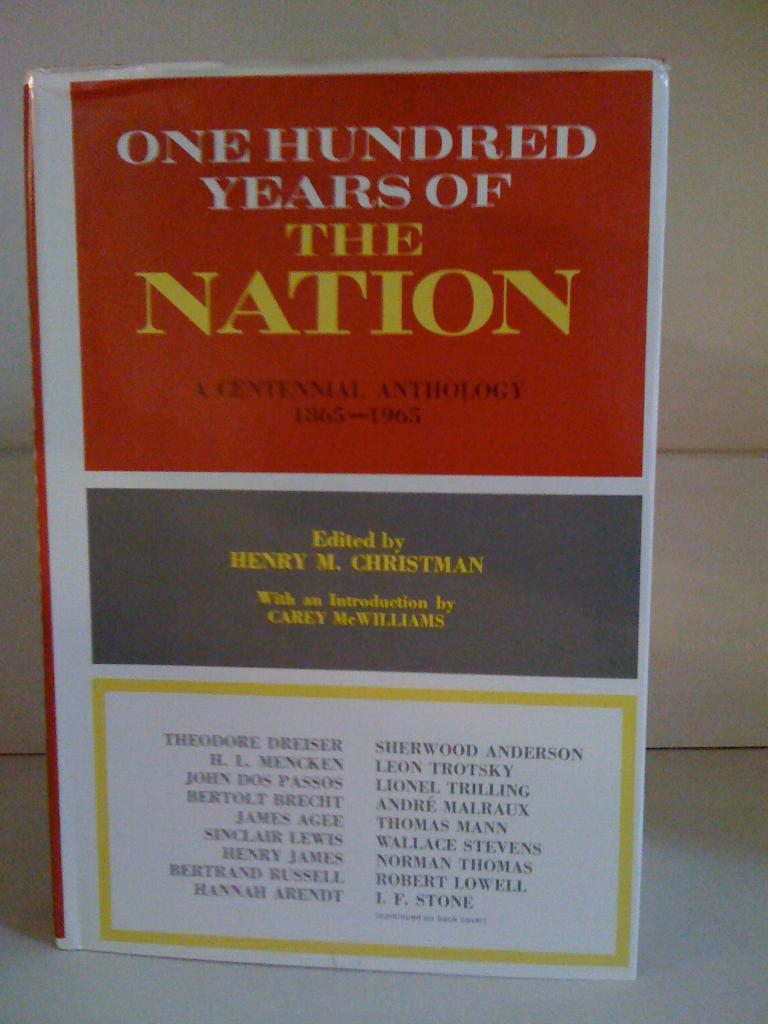 ONE HUNDRED
YEARS OF
THE
NATION
A CENTENNIAL ANTHOLOGY
1865—1965
Edited by
HENRY M. CHRISTMAN
With an Introduction by
CAREY McWILLIAMS
THEODORE DREISER
H. L. MENCKEN
JOHN DOS PASSOS
BERTOLT BRECHT
JAMES AGEE
SINCLAIR LEWIS
HENRY JAMES
BERTRAND RUSSELL
HANNAH ARENDT
SHERWOOD ANDERSON
LEON TROTSKY
LIONEL TRILLING
ANDRÉ MALRAUX
THOMAS MANN
WALLACE STEVENS
NORMAN THOMAS
ROBERT LOWELL
I. F. STONE
(continued on back cover)